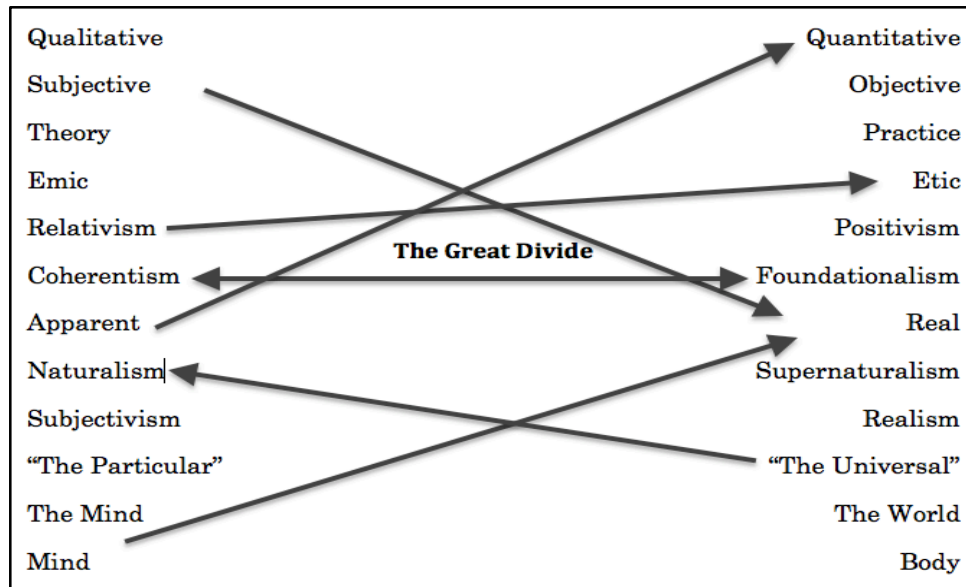 Qualitative Quantitative
Subjective Objective
Theory Practice
Emic Etic
Relativism Positivism
The Great Divide
Coherentism Foundationalism
Apparent Real
Naturalism Supernaturalism
Subjectivism Realism
“The Particular” “The Universal”
The Mind The World
Mind Body